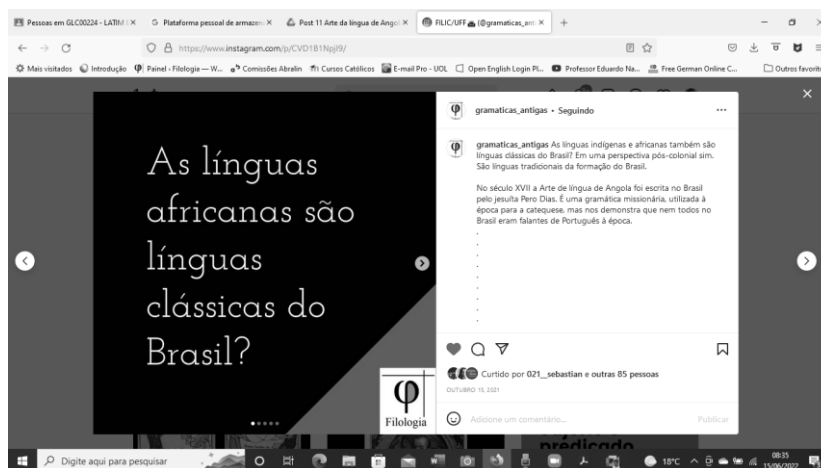 Pessoas em GLC00224 - LATIM I
Plataforma pessoal de armazen
Post 11 Arte da língua de Angol
FILIC/UFF (@gramaticas_anti
https://www.instagram.com/p/CVD1B1NpjI9/
Mais visitados
Introdução
Painel - Filologia — W...
Comissões Abralin
Cursos Católicos
E-mail Pro - UOL
Open English Login Pl...
Professor Eduardo Na...
Free German Online C...
Outros favorit
As línguas
africanas são
línguas
clássicas do
Brasil?
φ
Filologia
gramaticas_antigas • Seguindo
gramaticas_antigas As línguas indígenas e africanas também são
línguas clássicas do Brasil? Em uma perspectiva pós-colonial sim.
São línguas tradicionais da formação do Brasil.
No século XVII a Arte de língua de Angola foi escrita no Brasil
pelo jesuíta Pero Dias. É uma gramática missionária, utilizada à
época para a catequese, mas nos demonstra que nem todos no
Brasil eram falantes de Português à época.
.
.
.
.
.
.
.
.
Curtido por 021__sebastian e outras 85 pessoas
OUTUBRO 15, 2021
Adicione um comentário...
Publicar
predicado
Digite aqui para pesquisar
18°C
08:35
15/06/2022